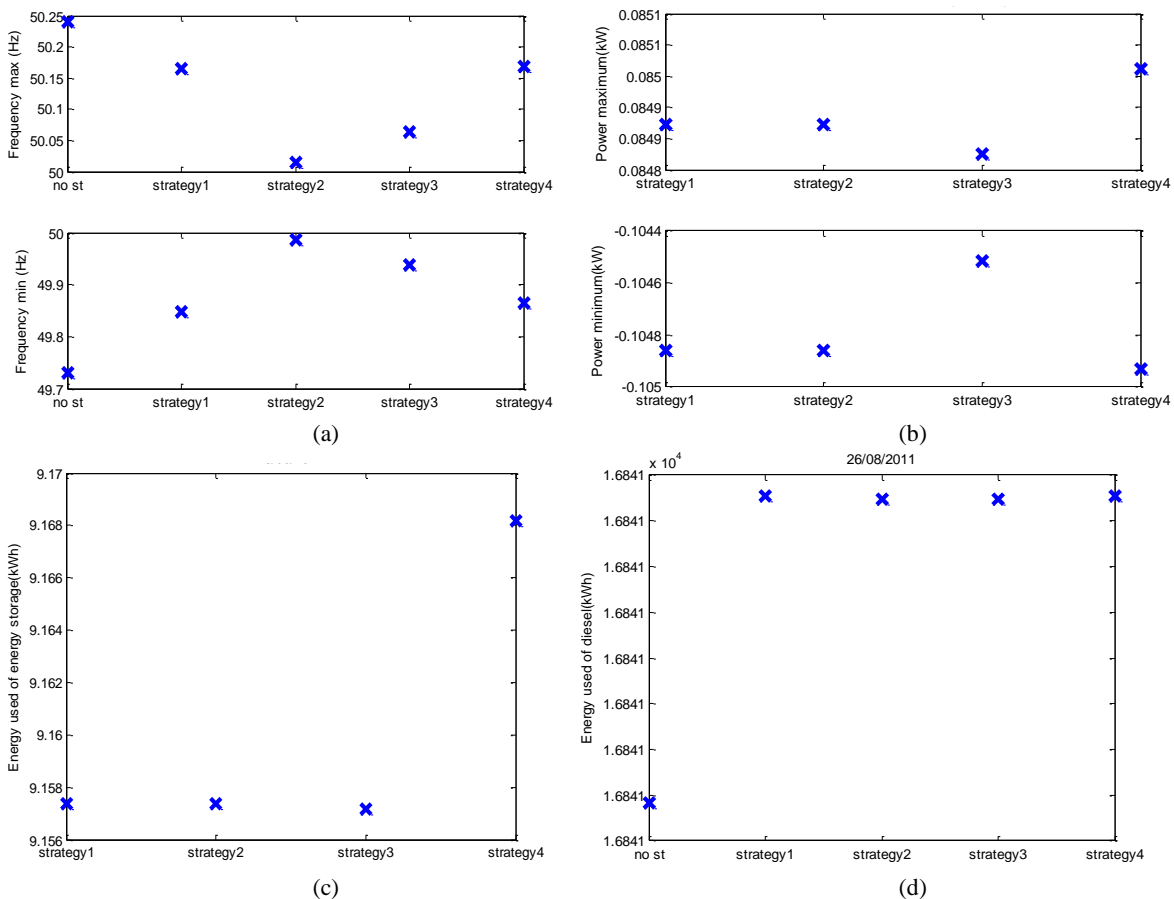 Frequency max (Hz)
50.25
50.2
50.15
50.1
50.05
50
no st strategy1 strategy2 strategy3 strategy4
Power maximum(kW)
0.0851
0.0851
0.085
0.0849
0.0849
0.0848
strategy1 strategy2 strategy3 strategy4
Frequency min (Hz)
50
49.9
49.8
49.7
no st strategy1 strategy2 strategy3 strategy4
(a)
Power minimum(kW)
-0.1044
-0.1046
-0.1048
-0.105
strategy1 strategy2 strategy3 strategy4
(b)
Energy used of energy storage(kWh)
9.17
9.168
9.166
9.164
9.162
9.16
9.158
9.156
strategy1 strategy2 strategy3 strategy4
(c)
26/08/2011
x 10^4
Energy used of diesel(kWh)
1.6841
1.6841
1.6841
1.6841
1.6841
1.6841
1.6841
1.6841
1.6841
no st strategy1 strategy2 strategy3 strategy4
(d)